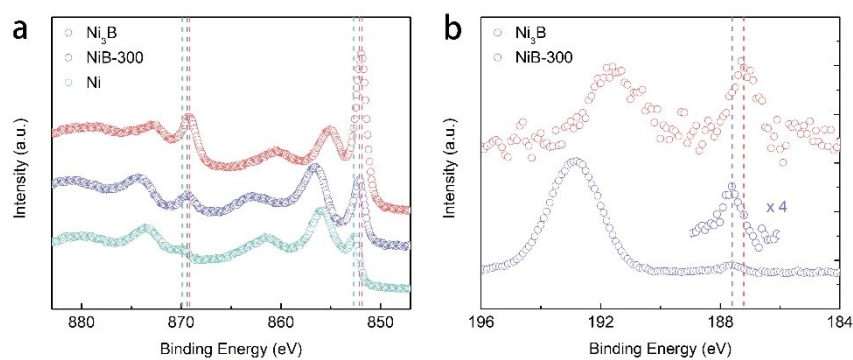 a
Ni₃B
NiB-300
Ni
Intensity (a.u.)
880 870 860 850
Binding Energy (eV)
b
Ni₃B
NiB-300
x 4
Intensity (a.u.)
196 192 188 184
Binding Energy (eV)